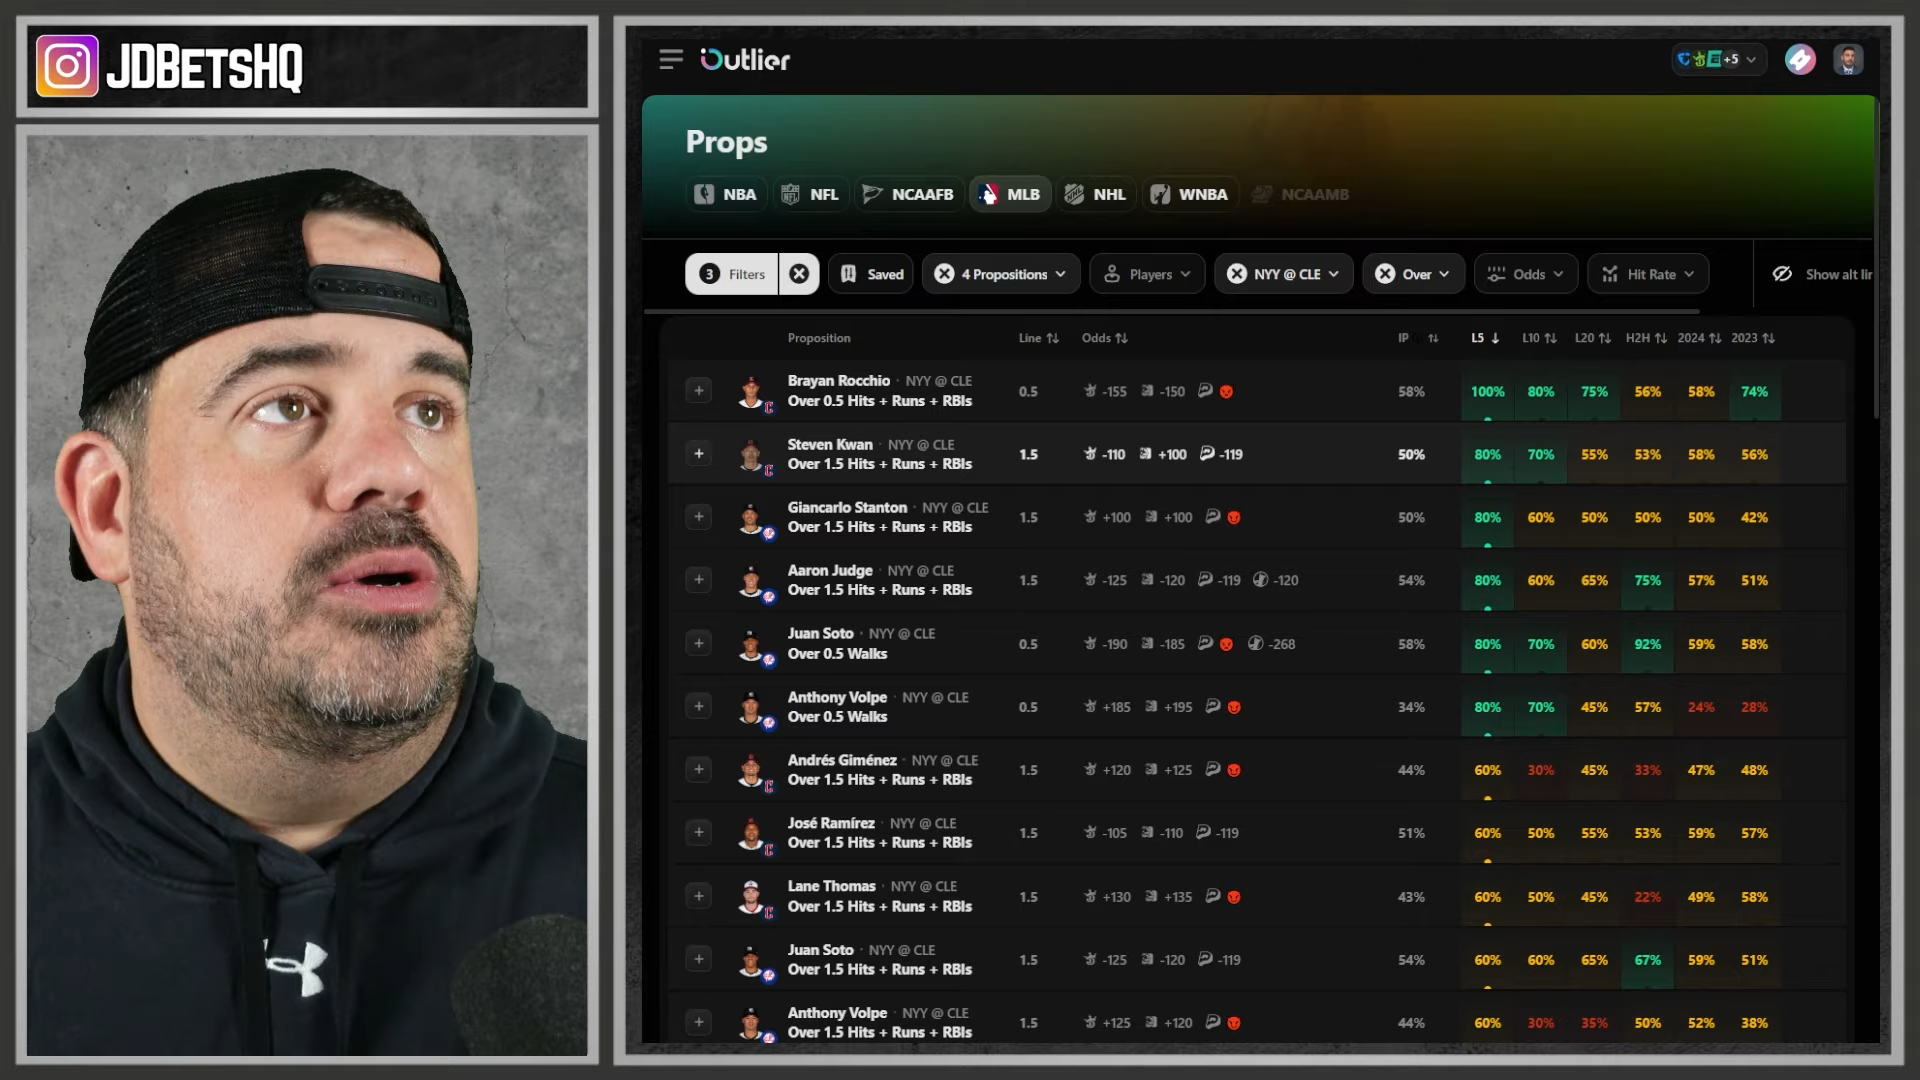 JDBETSHQ
Outlier
+5
Props
NBA
NFL
NCAAFB
MLB
NHL
WNBA
NCAAMB
3 Filters
Saved
4 Propositions
Players
NYY @ CLE
Over
Odds
Hit Rate
Show alt lin
Proposition Line Odds IP L5 L10 L20 H2H 2024 2023
Brayan Rocchio · NYY @ CLE
Over 0.5 Hits + Runs + RBIs
0.5 -155 -150 58% 100% 80% 75% 56% 58% 74%
Steven Kwan · NYY @ CLE
Over 1.5 Hits + Runs + RBIs
1.5 -110 +100 -119 50% 80% 70% 55% 53% 58% 56%
Giancarlo Stanton · NYY @ CLE
Over 1.5 Hits + Runs + RBIs
1.5 +100 +100 50% 80% 60% 50% 50% 50% 42%
Aaron Judge · NYY @ CLE
Over 1.5 Hits + Runs + RBIs
1.5 -125 -120 -119 -120 54% 80% 60% 65% 75% 57% 51%
Juan Soto · NYY @ CLE
Over 0.5 Walks
0.5 -190 -185 -268 58% 80% 70% 60% 92% 59% 58%
Anthony Volpe · NYY @ CLE
Over 0.5 Walks
0.5 +185 +195 34% 80% 70% 45% 57% 24% 28%
Andrés Giménez · NYY @ CLE
Over 1.5 Hits + Runs + RBIs
1.5 +120 +125 44% 60% 30% 45% 33% 47% 48%
José Ramírez · NYY @ CLE
Over 1.5 Hits + Runs + RBIs
1.5 -105 -110 -119 51% 60% 50% 55% 53% 59% 57%
Lane Thomas · NYY @ CLE
Over 1.5 Hits + Runs + RBIs
1.5 +130 +135 43% 60% 50% 45% 22% 49% 58%
Juan Soto · NYY @ CLE
Over 1.5 Hits + Runs + RBIs
1.5 -125 -120 -119 54% 60% 60% 65% 67% 59% 51%
Anthony Volpe · NYY @ CLE
Over 1.5 Hits + Runs + RBIs
1.5 +125 +120 44% 60% 30% 35% 50% 52% 38%